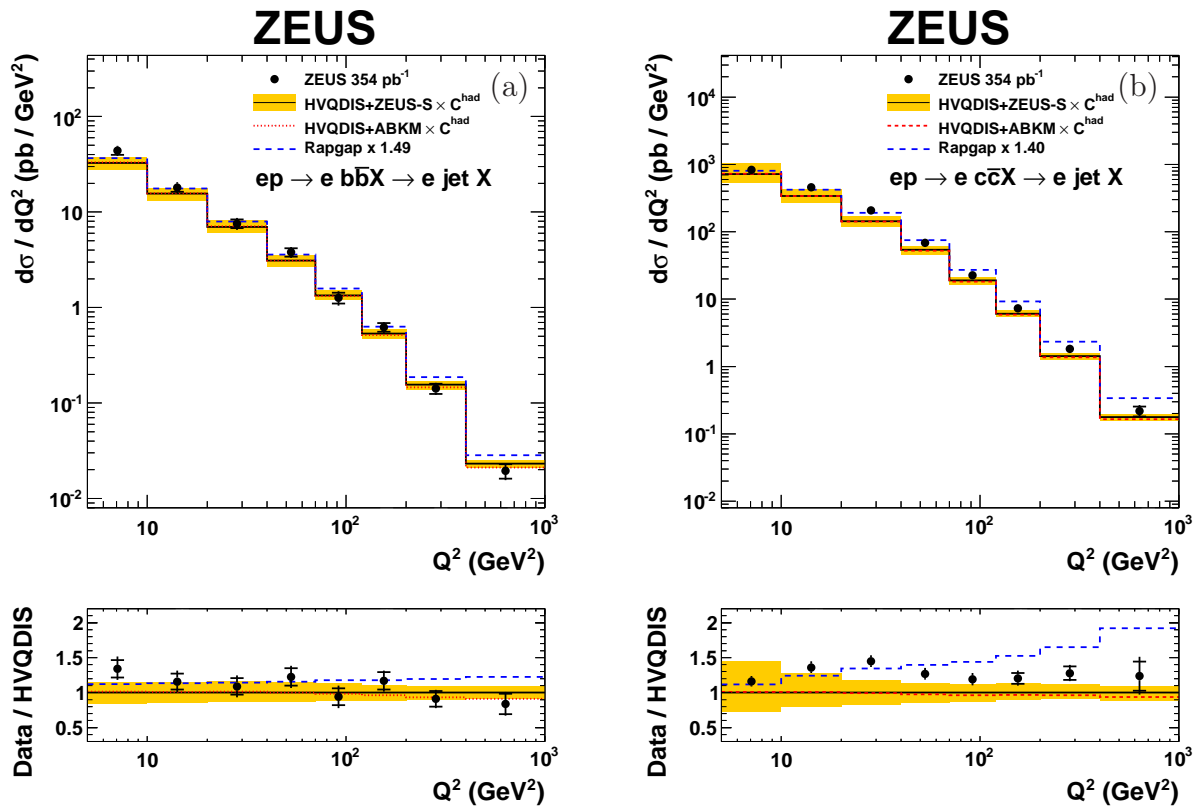 ZEUS
dσ / dQ² (pb / GeV²)
10²
10
1
10⁻¹
10⁻²
ZEUS 354 pb⁻¹
(a)
HVQDIS+ZEUS-S × C^had
HVQDIS+ABKM × C^had
Rapgap x 1.49
ep → e bb̅X → e jet X
10
10²
10³
Q² (GeV²)
Data / HVQDIS
2
1.5
1
0.5
10
10²
10³
Q² (GeV²)
ZEUS
dσ / dQ² (pb / GeV²)
10⁴
10³
10²
10
1
10⁻¹
10⁻²
ZEUS 354 pb⁻¹
(b)
HVQDIS+ZEUS-S × C^had
HVQDIS+ABKM × C^had
Rapgap x 1.40
ep → e cc̅X → e jet X
10
10²
10³
Q² (GeV²)
Data / HVQDIS
2
1.5
1
0.5
10
10²
10³
Q² (GeV²)